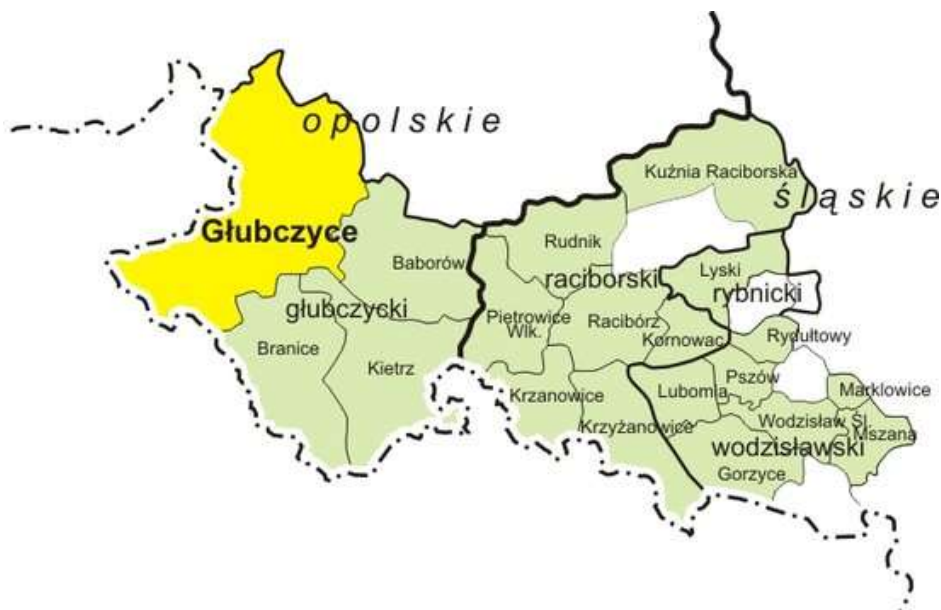 opolskie
Kuźnia Raciborska
śląskie
Głubczyce
Rudnik
Baborów
raciborski
Lyski
rybnicki
głubczycki
Pietrowice
Wlk.
Racibórz
Kornowac
Rydułtowy
Branice
Kietrz
Krzanowice
Lubomia
Pszów
Marklowice
Krzyżanowice
Wodzisław Śl.
Mszana
wodzisławski
Gorzyce